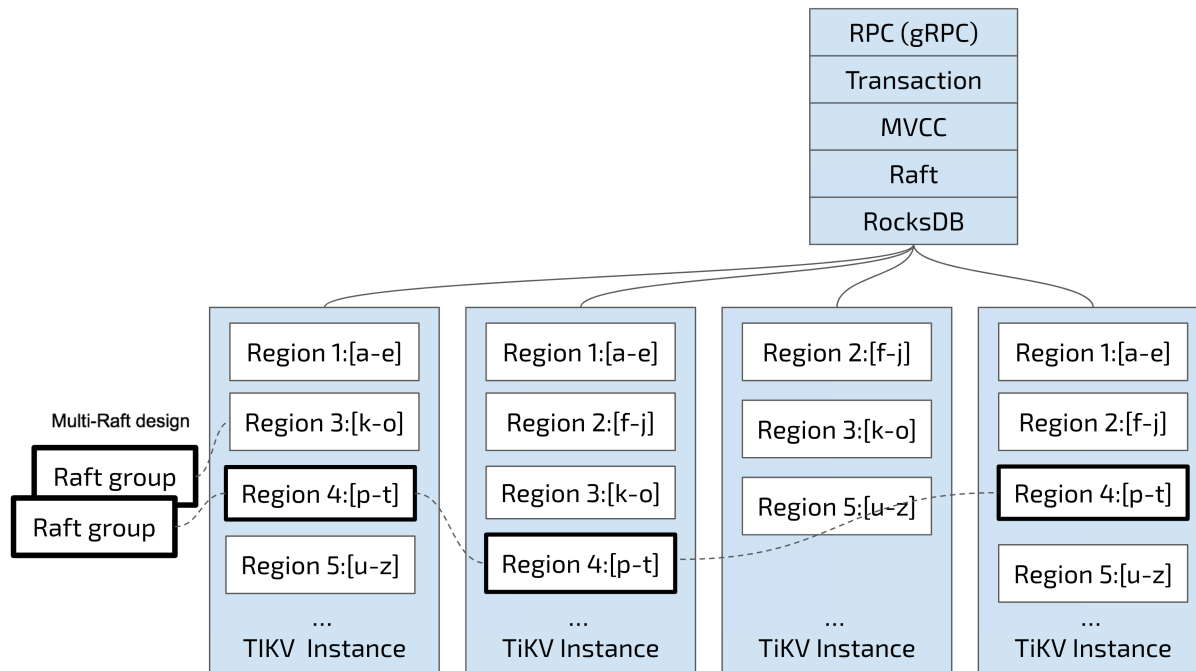 RPC (gRPC)
Transaction
MVCC
Raft
RocksDB
Multi-Raft design
Raft group
Raft group
Region 1:[a-e]
Region 3:[k-o]
Region 4:[p-t]
Region 5:[u-z]
...
TIKV Instance
Region 1:[a-e]
Region 2:[f-j]
Region 3:[k-o]
Region 4:[p-t]
...
TiKV Instance
Region 2:[f-j]
Region 3:[k-o]
Region 5:[u-z]
...
TiKV Instance
Region 1:[a-e]
Region 2:[f-j]
Region 4:[p-t]
Region 5:[u-z]
...
TiKV Instance